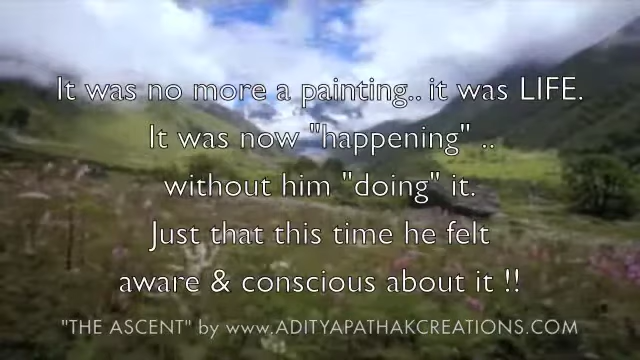 It was no more a painting.. it was LIFE.
It was now "happening" ..
without him "doing" it.
Just that this time he felt
aware & conscious about it !!
"THE ASCENT" by www.ADITYAPATHAKCREATIONS.COM